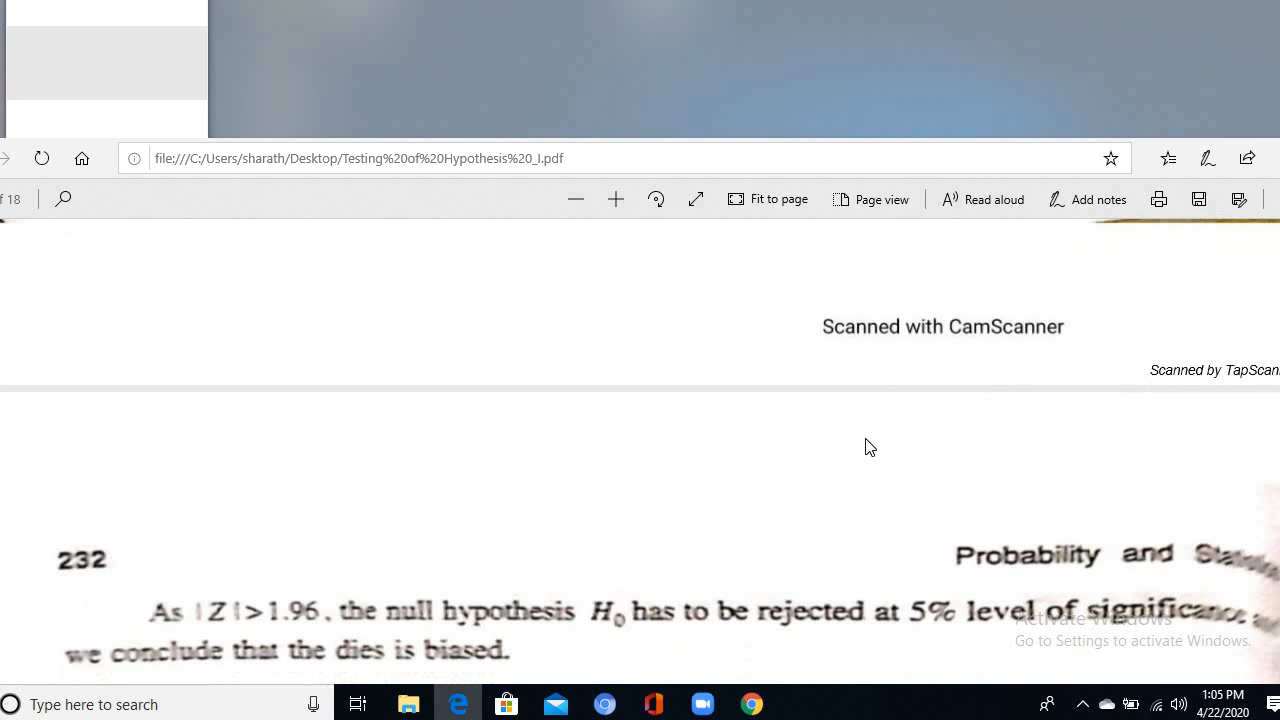 file:///C:/Users/sharath/Desktop/Testing%20of%20Hypothesis%20_I.pdf
f 18
Fit to page
Page view
Read aloud
Add notes
Scanned with CamScanner
Scanned by TapScan
232
Probability and
As | Z | > 1.96, the null hypothesis H₀ has to be rejected at 5% level of significance
we conclude that the dies is biased.
Activate Windows
Go to Settings to activate Windows.
Type here to search
1:05 PM
4/22/2020